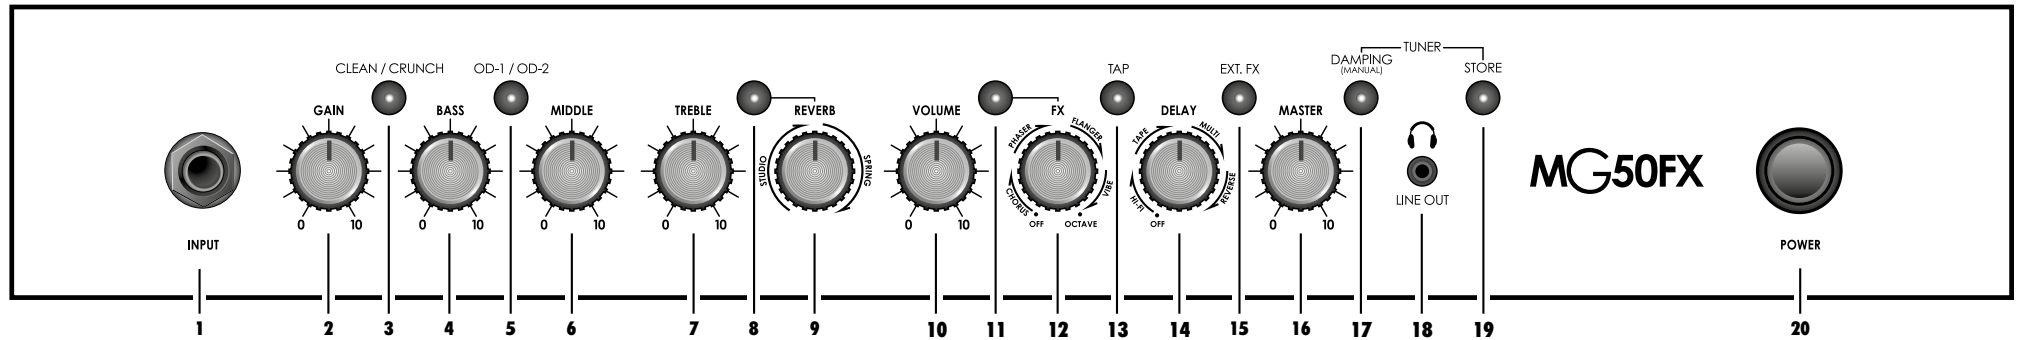 TUNER
CLEAN / CRUNCH
OD-1 / OD-2
TAP
EXT. FX
DAMPING
(MANUAL)
STORE
GAIN
BASS
MIDDLE
TREBLE
REVERB
VOLUME
FX
DELAY
MASTER
STUDIO
SPRING
CHORUS
PHASER
FLANGER
VIBE
OFF
OCTAVE
HI-FI
TAPE
MULTI
REVERSE
OFF
MG50FX
LINE OUT
0 10
0 10
0 10
0 10
0 10
0 10
INPUT
POWER
1 2 3 4 5 6 7 8 9 10 11 12 13 14 15 16 17 18 19 20